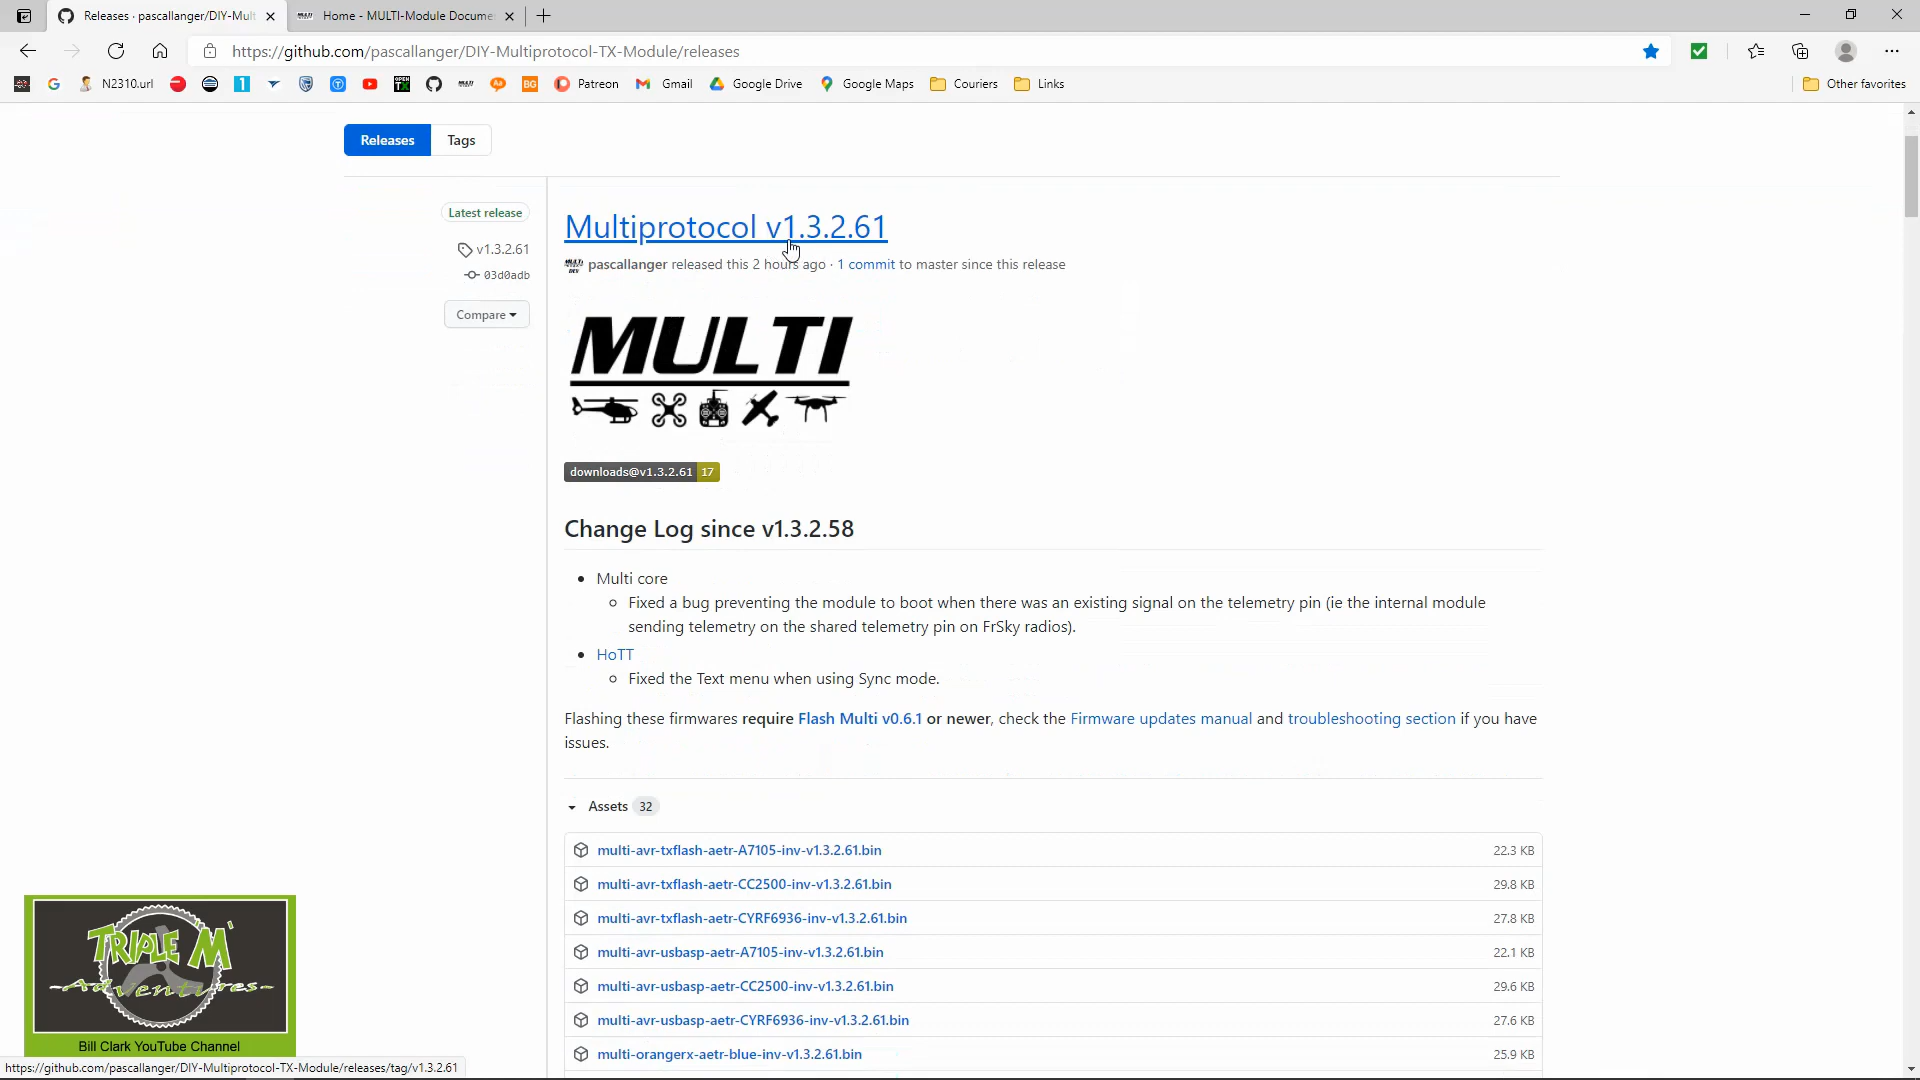 Releases · pascallanger/DIY-Mult
Home - MULTI-Module Docume
https://github.com/pascallanger/DIY-Multiprotocol-TX-Module/releases
N2310.url
Patreon
Gmail
Google Drive
Google Maps
Couriers
Links
Other favorites
Releases
Tags
Latest release
Multiprotocol v1.3.2.61
v1.3.2.61
pascallanger released this 2 hours ago · 1 commit to master since this release
03d0adb
Compare
MULTI
downloads@v1.3.2.61 17
Change Log since v1.3.2.58
Multi core
Fixed a bug preventing the module to boot when there was an existing signal on the telemetry pin (ie the internal module
sending telemetry on the shared telemetry pin on FrSky radios).
HoTT
Fixed the Text menu when using Sync mode.
Flashing these firmwares require Flash Multi v0.6.1 or newer, check the Firmware updates manual and troubleshooting section if you have
issues.
Assets 32
multi-avr-txflash-aetr-A7105-inv-v1.3.2.61.bin 22.3 KB
multi-avr-txflash-aetr-CC2500-inv-v1.3.2.61.bin 29.8 KB
multi-avr-txflash-aetr-CYRF6936-inv-v1.3.2.61.bin 27.8 KB
multi-avr-usbasp-aetr-A7105-inv-v1.3.2.61.bin 22.1 KB
multi-avr-usbasp-aetr-CC2500-inv-v1.3.2.61.bin 29.6 KB
multi-avr-usbasp-aetr-CYRF6936-inv-v1.3.2.61.bin 27.6 KB
multi-orangerx-aetr-blue-inv-v1.3.2.61.bin 25.9 KB
TRIPLE M
-Adventures-
Bill Clark YouTube Channel
https://github.com/pascallanger/DIY-Multiprotocol-TX-Module/releases/tag/v1.3.2.61